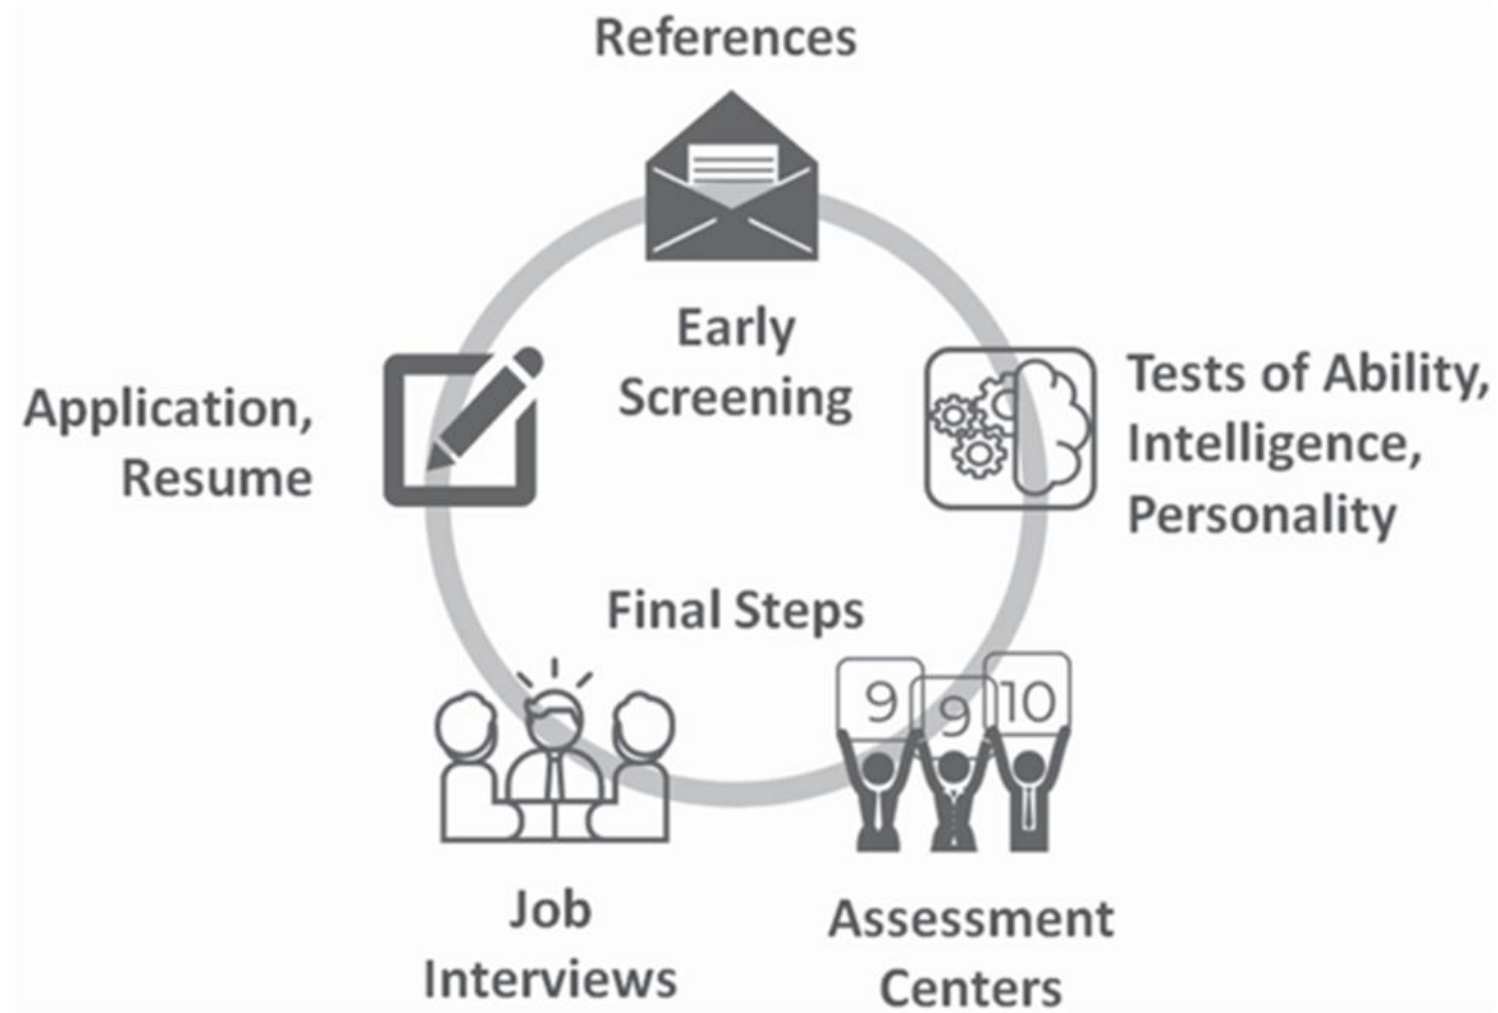 References
Early
Screening
Application,
Resume
Tests of Ability,
Intelligence,
Personality
Final Steps
9
9
10
Job
Interviews
Assessment
Centers